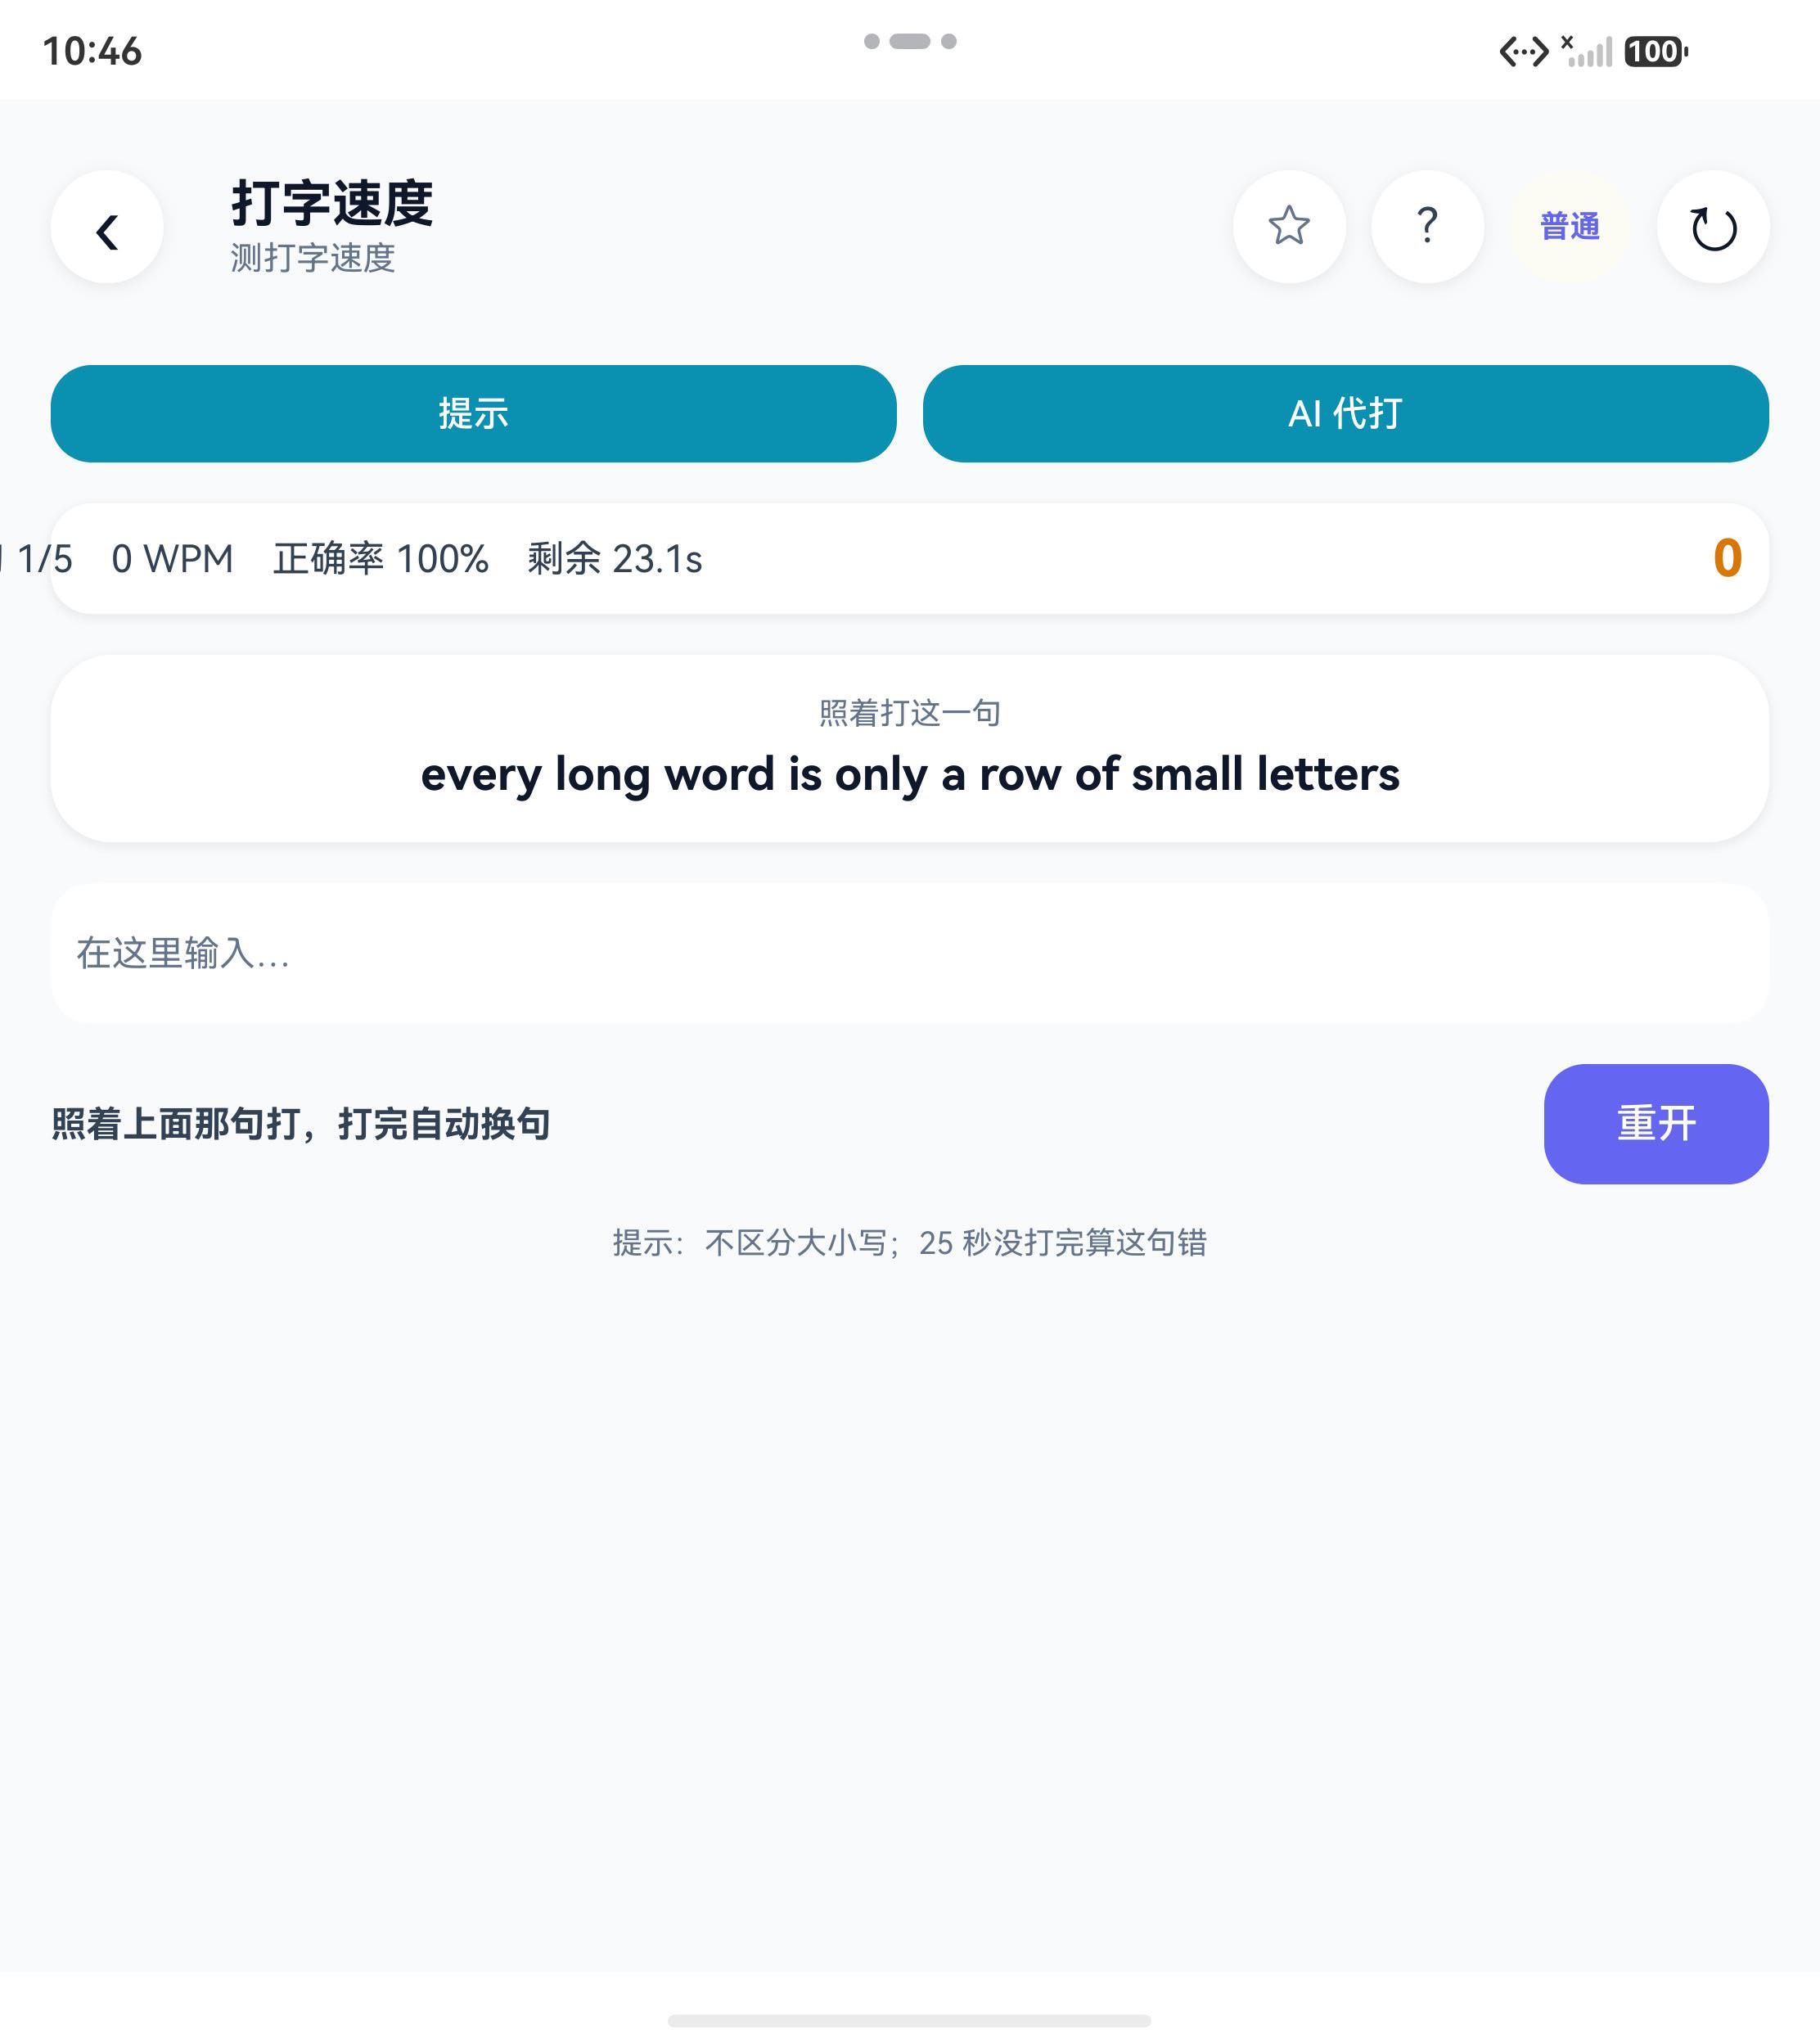 10:46
100
打字速度
测打字速度
?
普通
提示
AI 代打
1/5 0 WPM 正确率 100% 剩余 23.1s
0
照着打这一句
every long word is only a row of small letters
在这里输入...
照着上面那句打，打完自动换句
重开
提示：不区分大小写；25 秒没打完算这句错